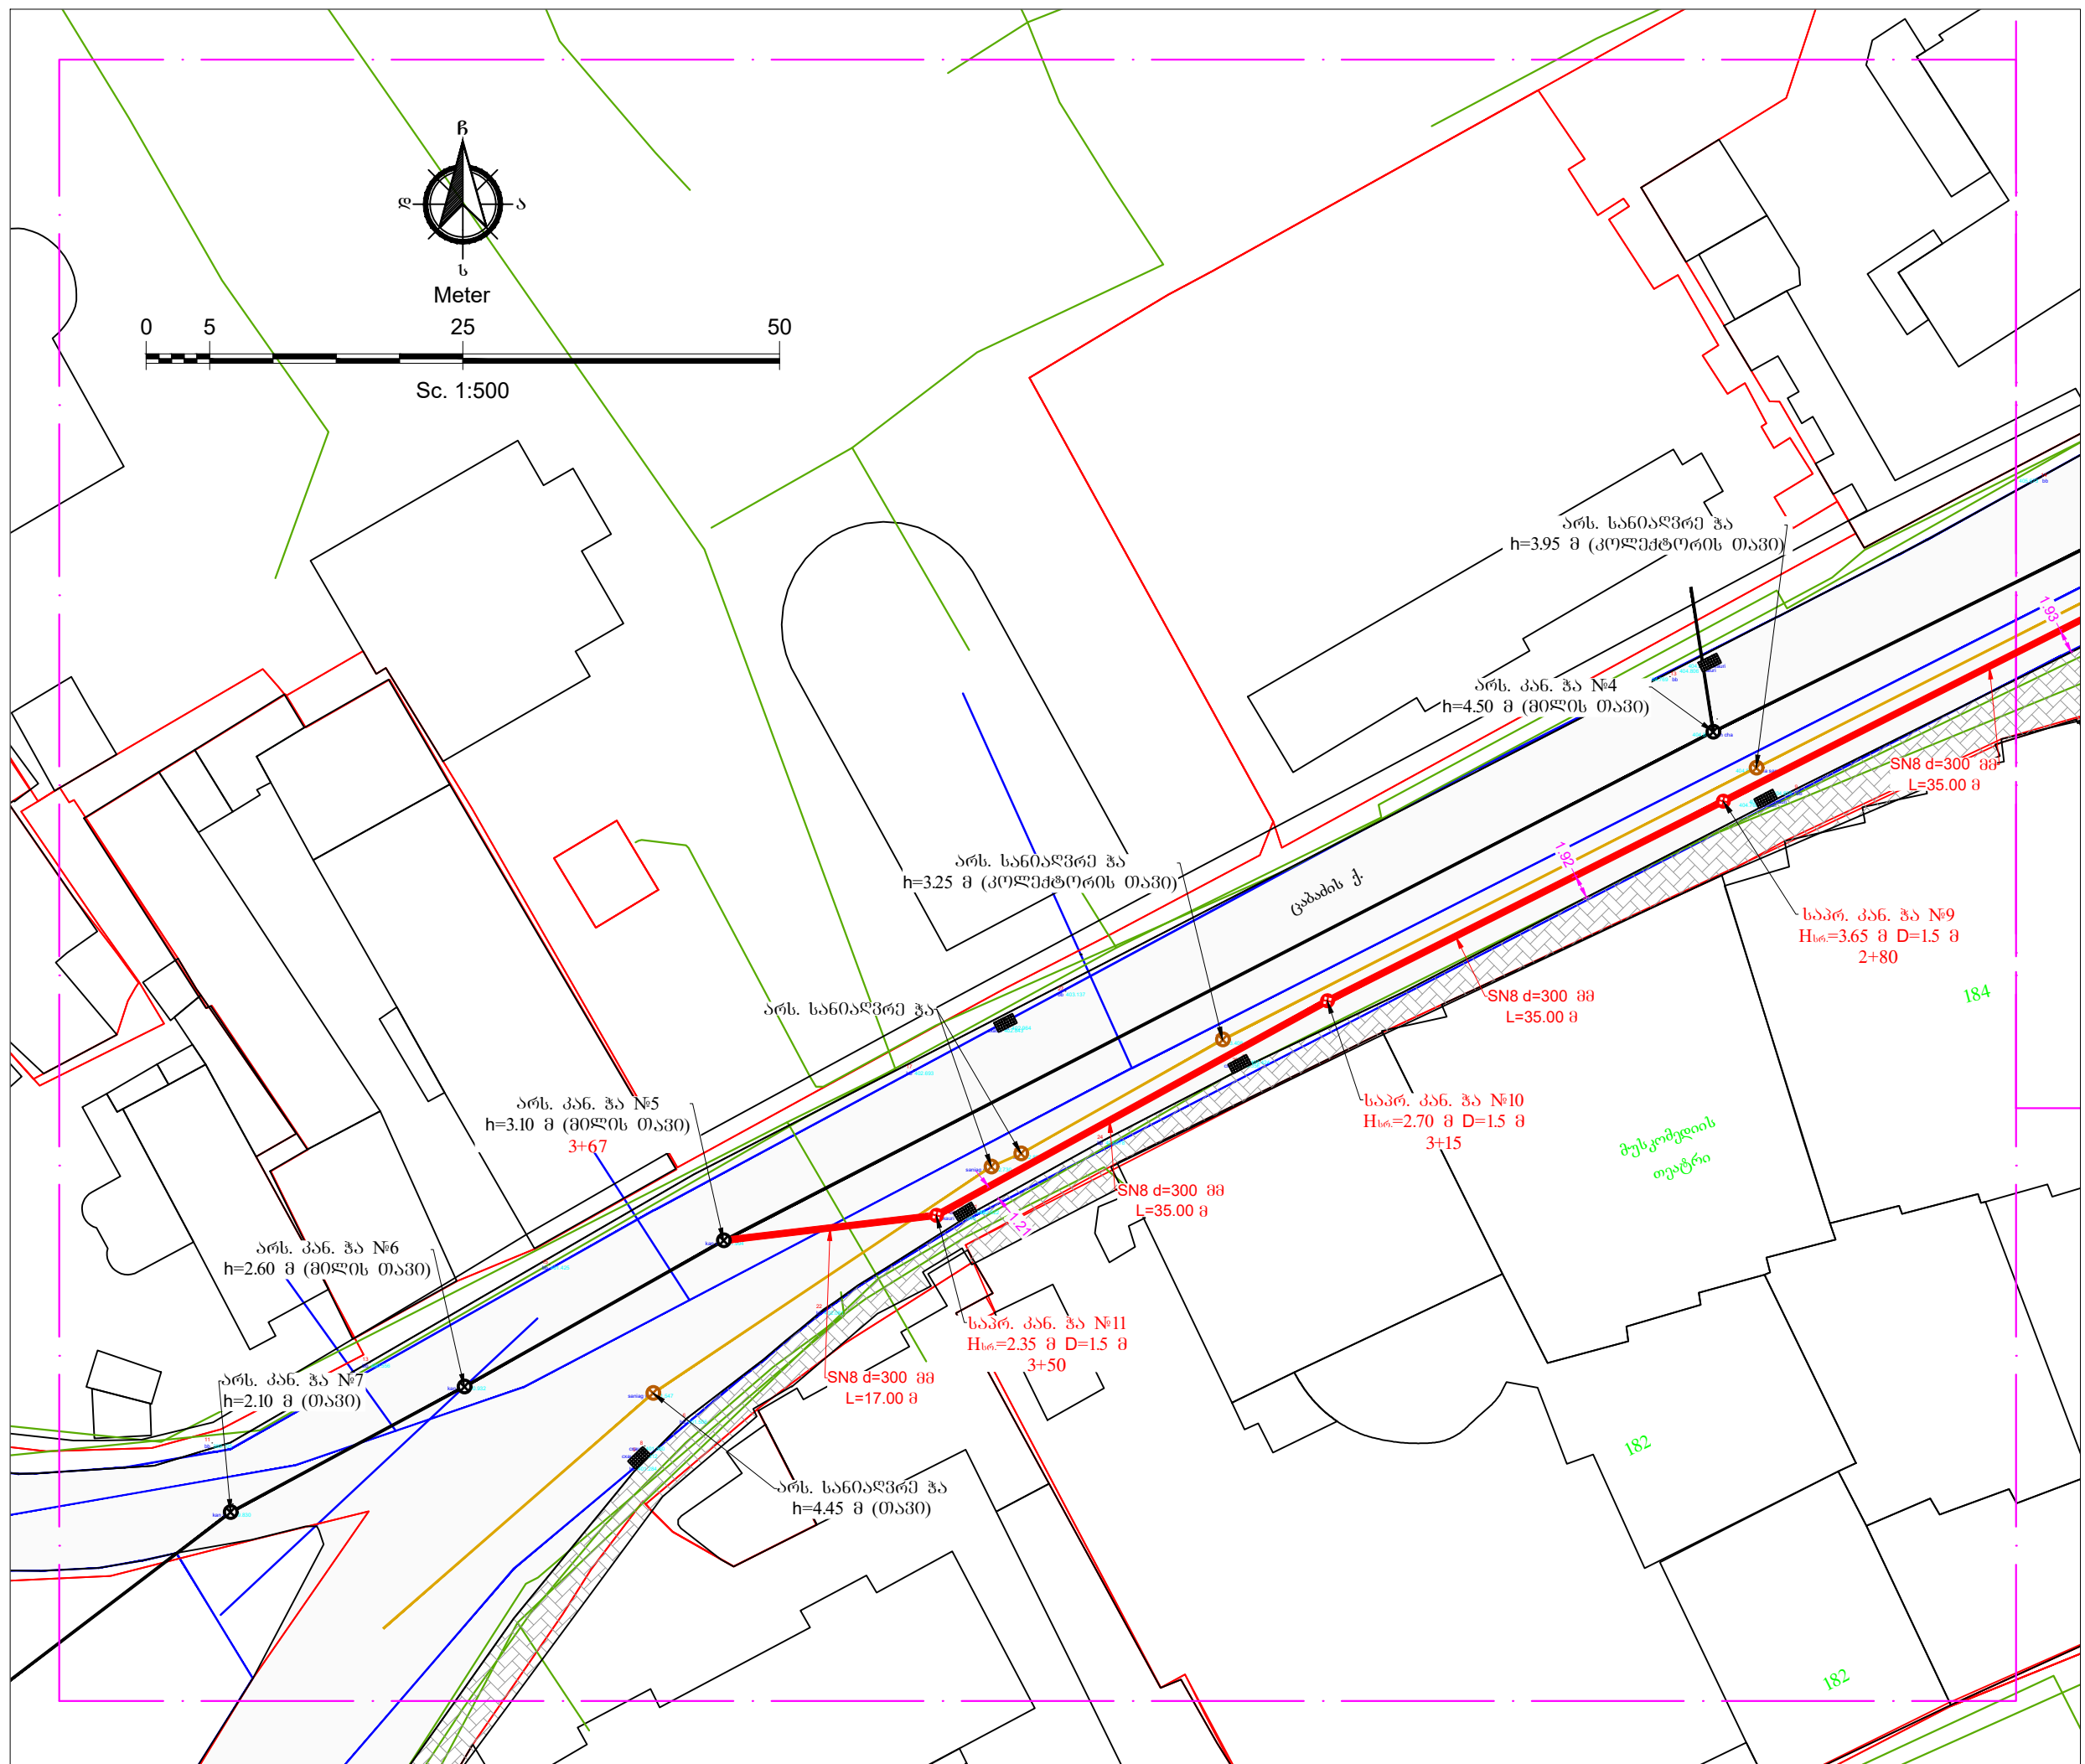 ჩ
დ
ა
ს
Meter
0 5 25 50
Sc. 1:500
არს. სანიაღვრე ჭა
h=3.95 მ (კოლექტორის თავი)
1.93
არს. კან. ჭა №4
h=4.50 მ (მილის თავი)
SN8 d=300 მმ
L=35.00 მ
არს. სანიაღვრე ჭა
h=3.25 მ (კოლექტორის თავი)
1.92
ცაბაძის ქ.
საპრ. კან. ჭა №9
Hსრ.=3.65 მ D=1.5 მ
2+80
SN8 d=300 მმ
L=35.00 მ
184
არს. სანიაღვრე ჭა
არს. კან. ჭა №5
h=3.10 მ (მილის თავი)
3+67
საპრ. კან. ჭა №10
Hსრ.=2.70 მ D=1.5 მ
3+15
მუსკომედიის
თეატრი
SN8 d=300 მმ
L=35.00 მ
1.21
არს. კან. ჭა №6
h=2.60 მ (მილის თავი)
საპრ. კან. ჭა №11
Hსრ.=2.35 მ D=1.5 მ
3+50
არს. კან. ჭა №7
h=2.10 მ (თავი)
SN8 d=300 მმ
L=17.00 მ
182
არს. სანიაღვრე ჭა
h=4.45 მ (თავი)
182